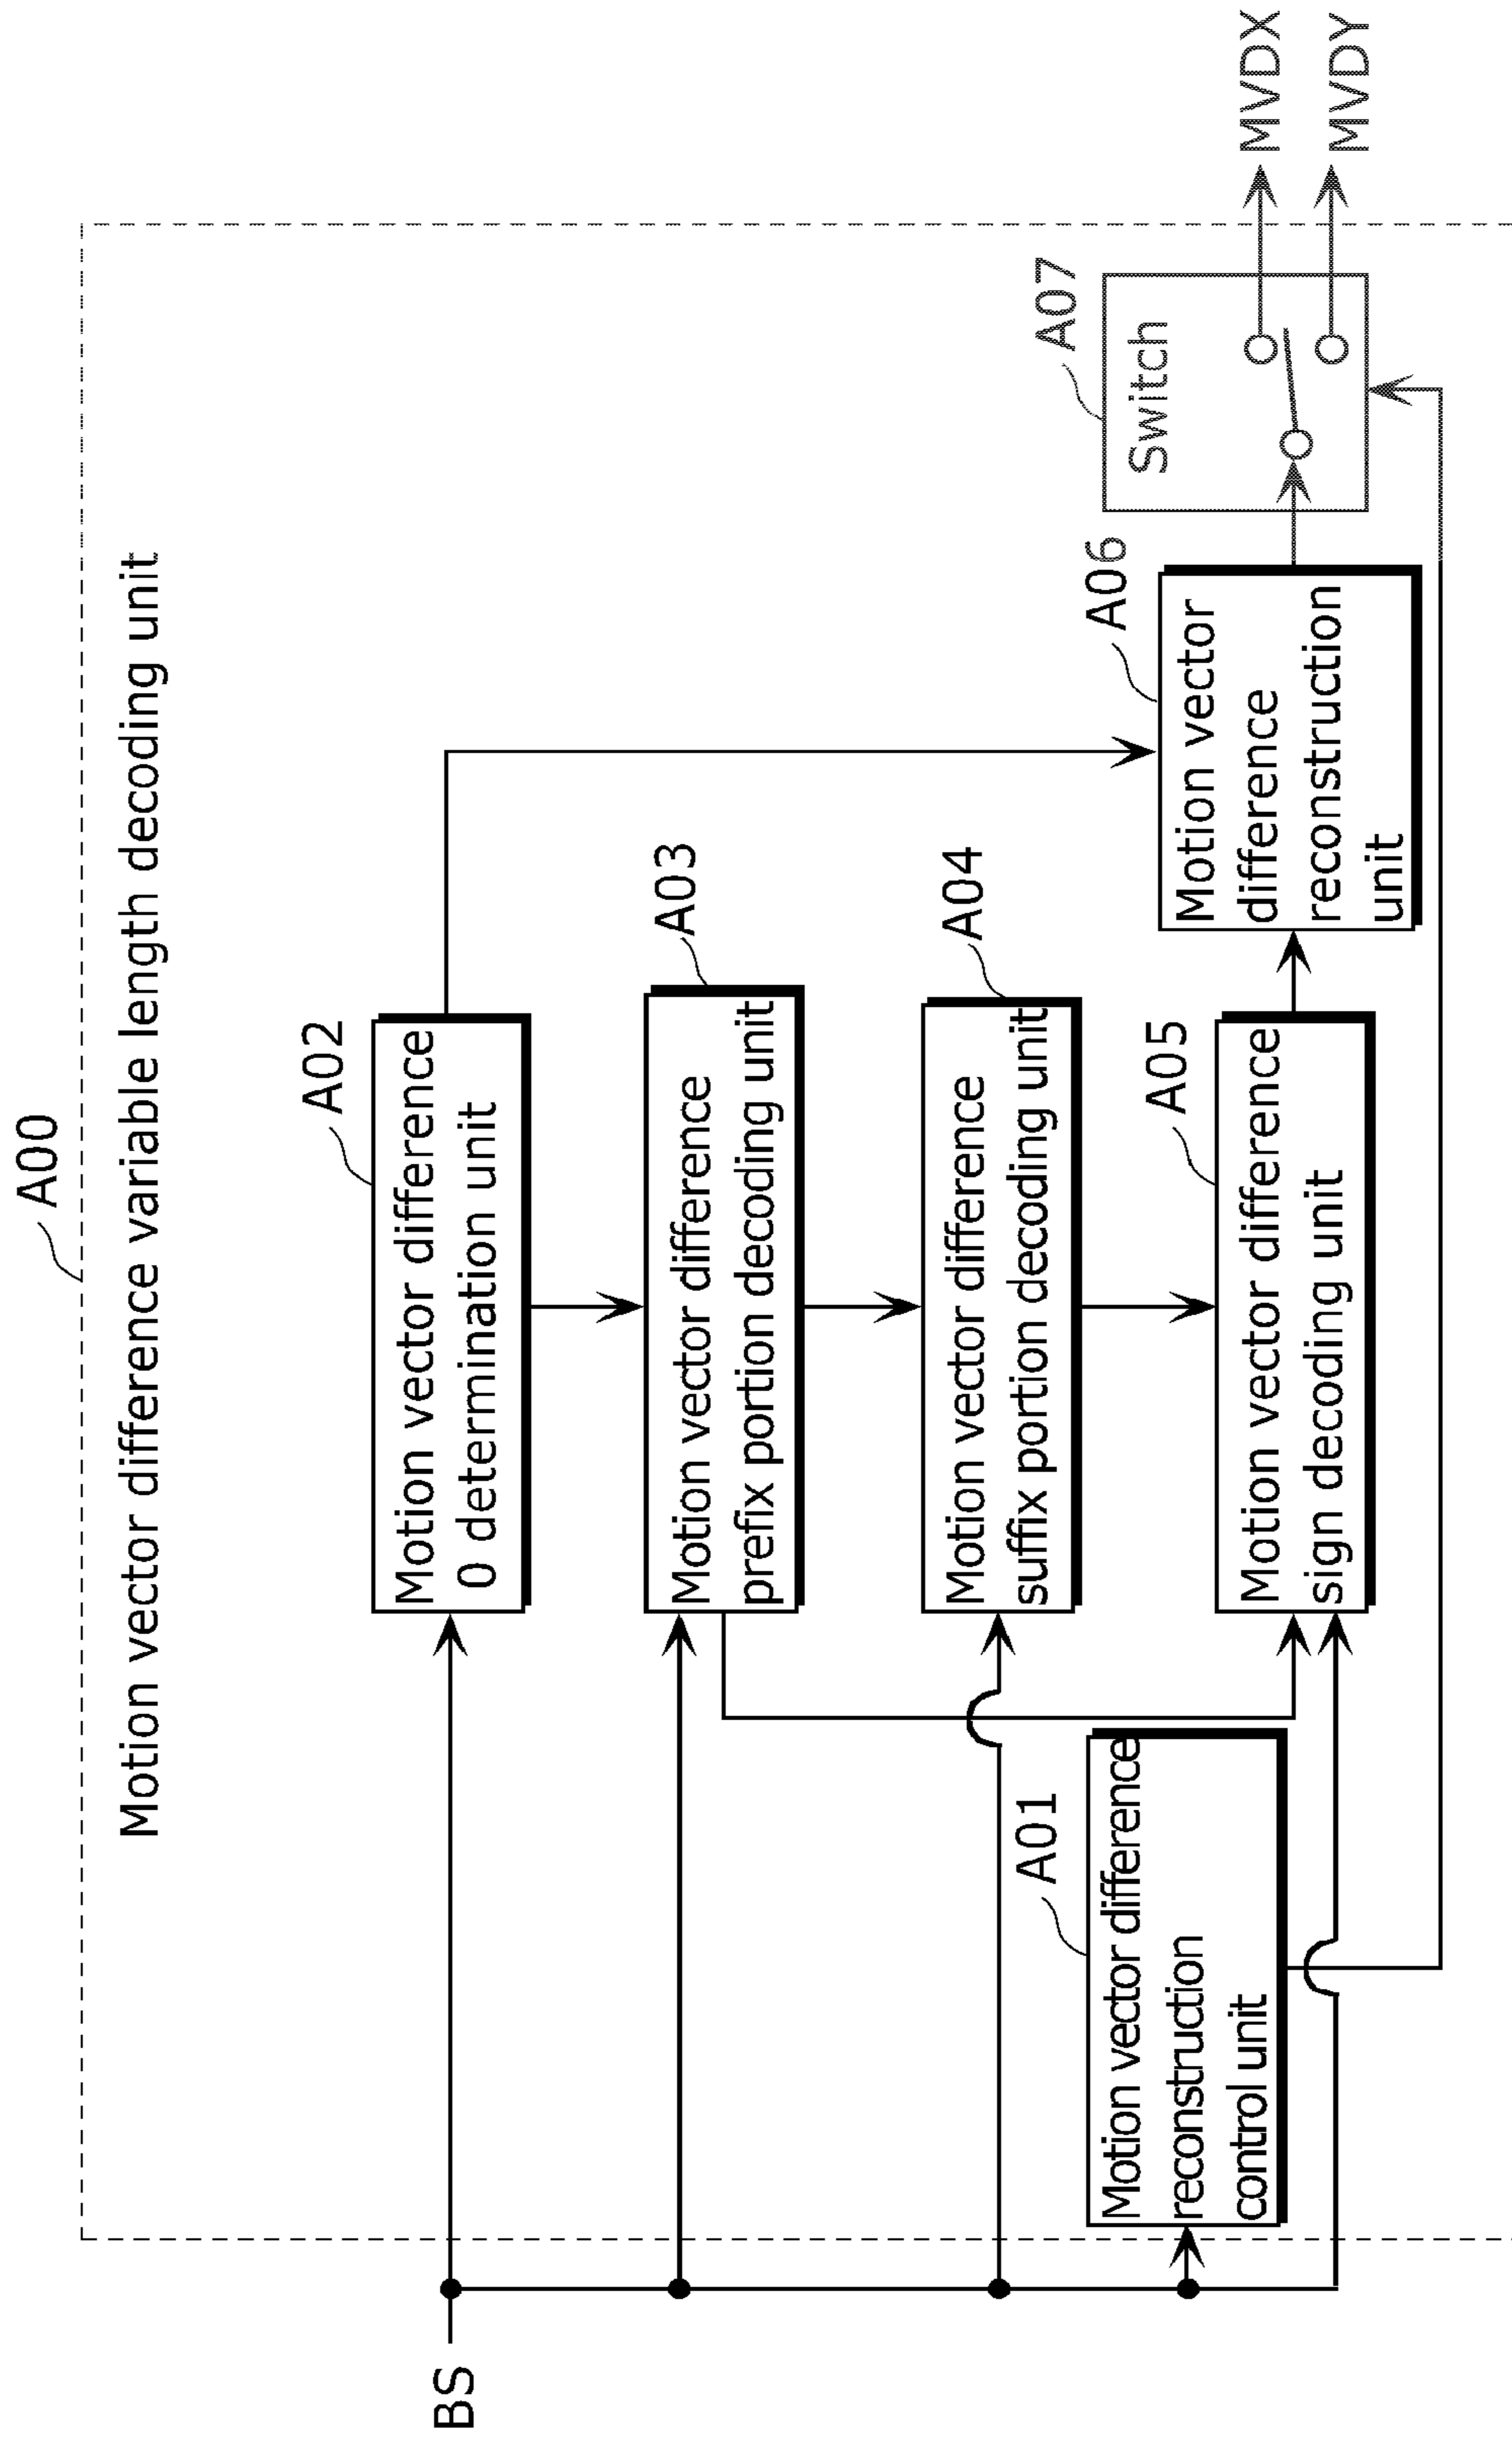 A00
Motion vector difference variable length decoding unit
BS
A02
Motion vector difference
0 determination unit
A03
Motion vector difference
prefix portion decoding unit
A04
Motion vector difference
suffix portion decoding unit
A01
Motion vector difference
reconstruction
control unit
A05
Motion vector difference
sign decoding unit
A06
Motion vector
difference
reconstruction
unit
A07
Switch
MVDX
MVDY